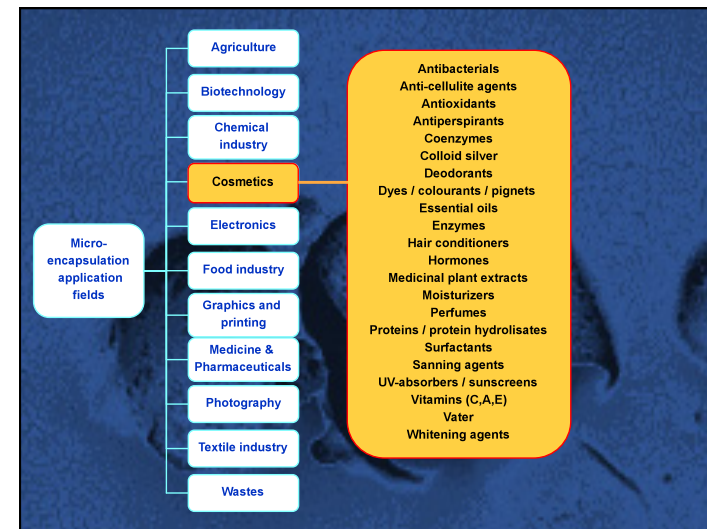 Micro-
encapsulation
application
fields
Agriculture
Biotechnology
Chemical
industry
Cosmetics
Electronics
Food industry
Graphics and
printing
Medicine &
Pharmaceuticals
Photography
Textile industry
Wastes
Antibacterials
Anti-cellulite agents
Antioxidants
Antiperspirants
Coenzymes
Colloid silver
Deodorants
Dyes / colourants / pignets
Essential oils
Enzymes
Hair conditioners
Hormones
Medicinal plant extracts
Moisturizers
Perfumes
Proteins / protein hydrolisates
Surfactants
Sanning agents
UV-absorbers / sunscreens
Vitamins (C,A,E)
Vater
Whitening agents